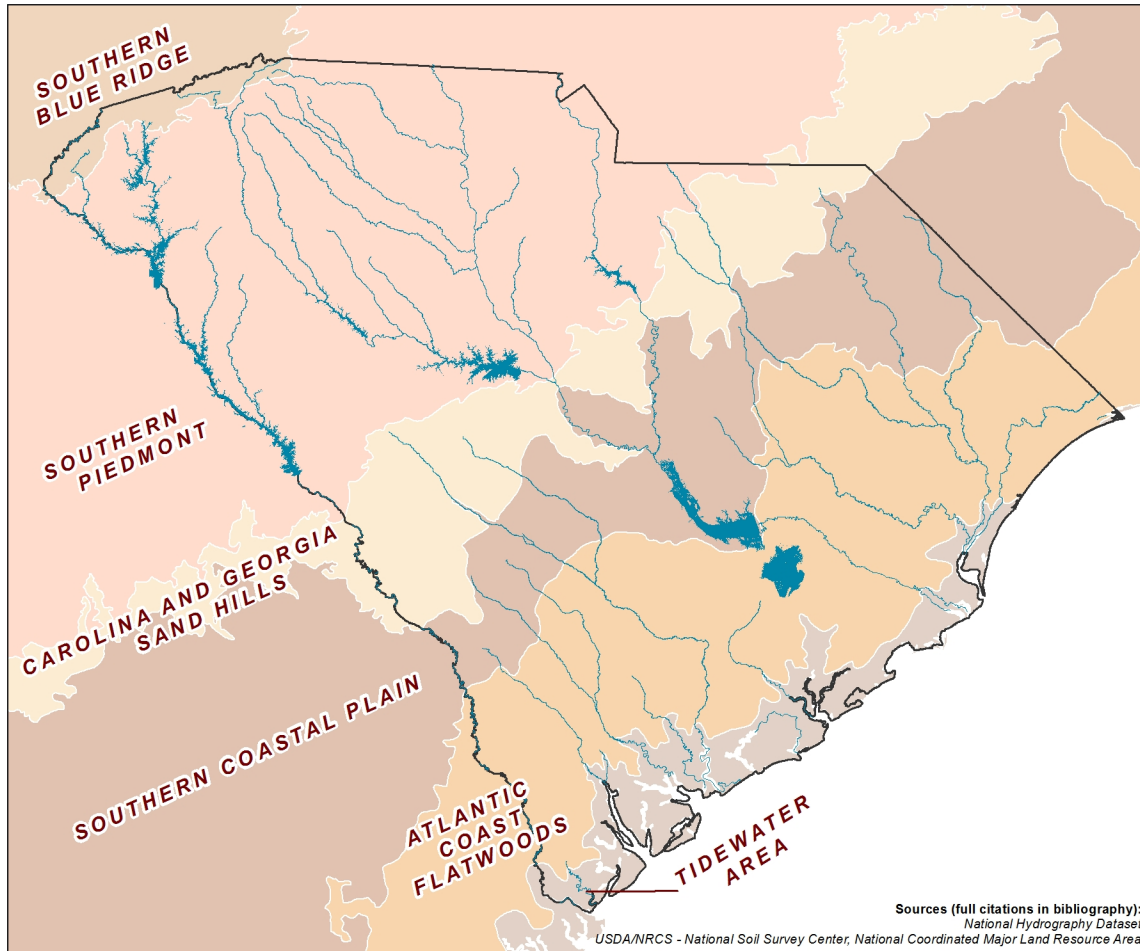 SOUTHERN
BLUE RIDGE
SOUTHERN
PIEDMONT
CAROLINA AND GEORGIA
SAND HILLS
SOUTHERN COASTAL PLAIN
ATLANTIC
COAST
FLATWOODS
TIDEWATER
AREA
Sources (full citations in bibliography):
National Hydrography Dataset
USDA/NRCS - National Soil Survey Center, National Coordinated Major Land Resource Area